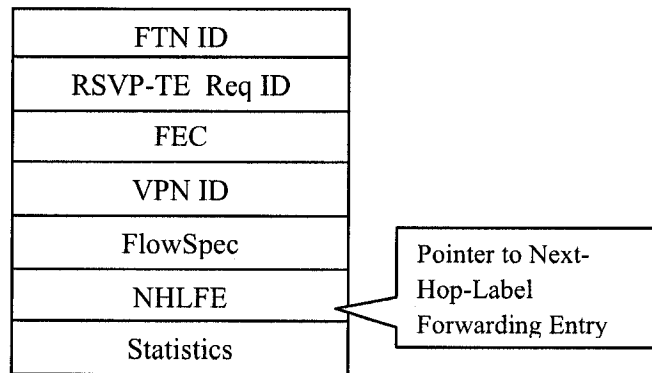 FTN ID
RSVP-TE Req ID
FEC
VPN ID
FlowSpec
NHLFE
Statistics
Pointer to Next-
Hop-Label
Forwarding Entry